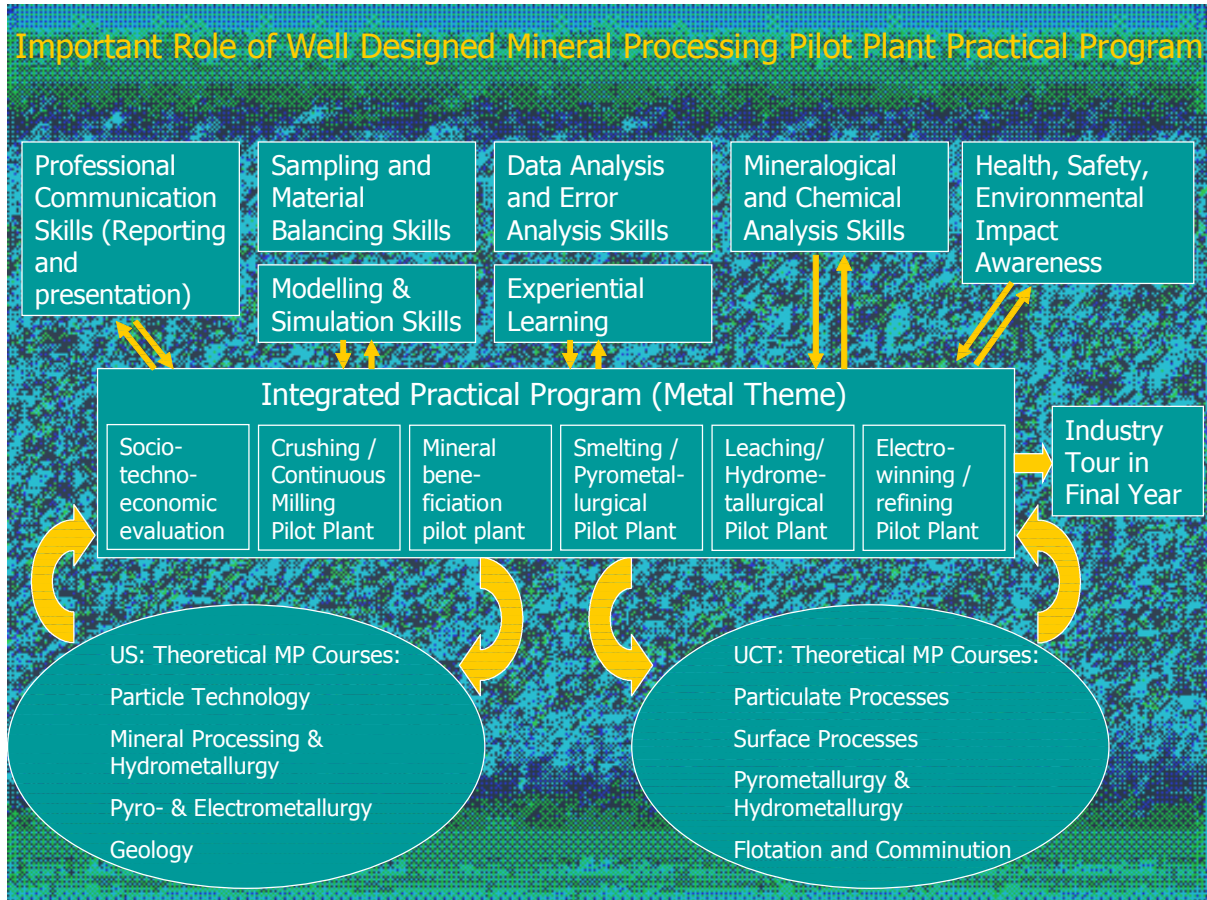 Important Role of Well Designed Mineral Processing Pilot Plant Practical Program
Professional
Communication
Skills (Reporting
and
presentation)
Sampling and
Material
Balancing Skills
Modelling &
Simulation Skills
Data Analysis
and Error
Analysis Skills
Experiential
Learning
Mineralogical
and Chemical
Analysis Skills
Health, Safety,
Environmental
Impact
Awareness
Integrated Practical Program (Metal Theme)
Socio-
techno-
economic
evaluation
Crushing /
Continuous
Milling
Pilot Plant
Mineral
bene-
ficiation
pilot plant
Smelting /
Pyrometal-
lurgical
Pilot Plant
Leaching/
Hydrome-
tallurgical
Pilot Plant
Electro-
winning /
refining
Pilot Plant
Industry
Tour in
Final Year
US: Theoretical MP Courses:
Particle Technology
Mineral Processing &
Hydrometallurgy
Pyro- & Electrometallurgy
Geology
UCT: Theoretical MP Courses:
Particulate Processes
Surface Processes
Pyrometallurgy &
Hydrometallurgy
Flotation and Comminution